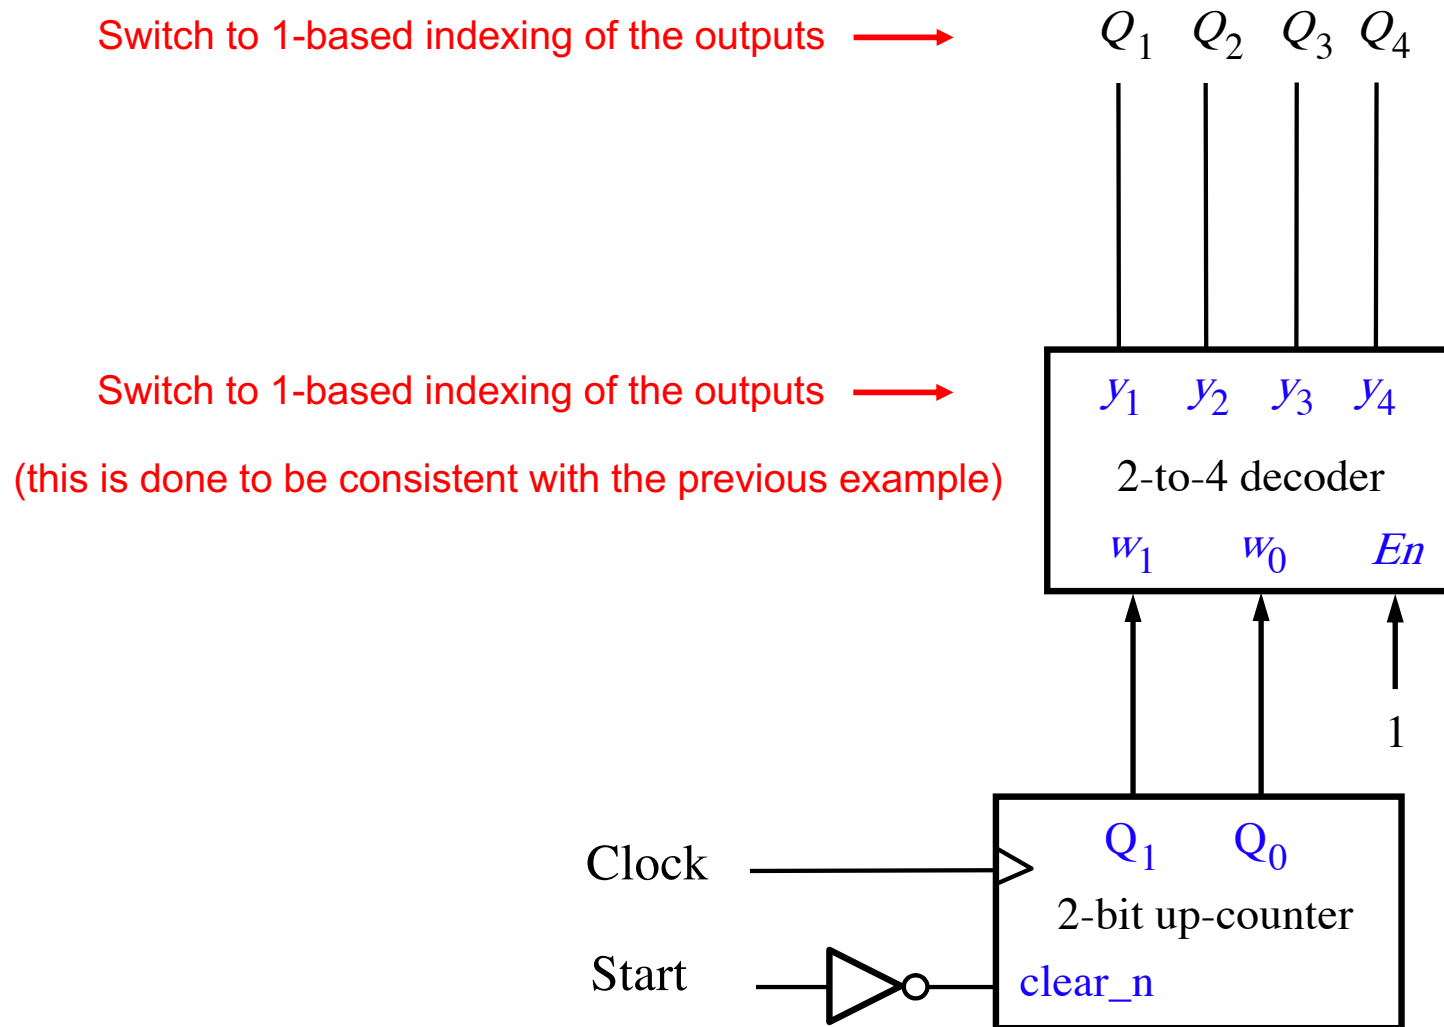 Switch to 1-based indexing of the outputs Q1 Q2 Q3 Q4
Switch to 1-based indexing of the outputs y1 y2 y3 y4
(this is done to be consistent with the previous example) 2-to-4 decoder
w1 w0 En
1
Clock Q1 Q0
2-bit up-counter
Start clear_n